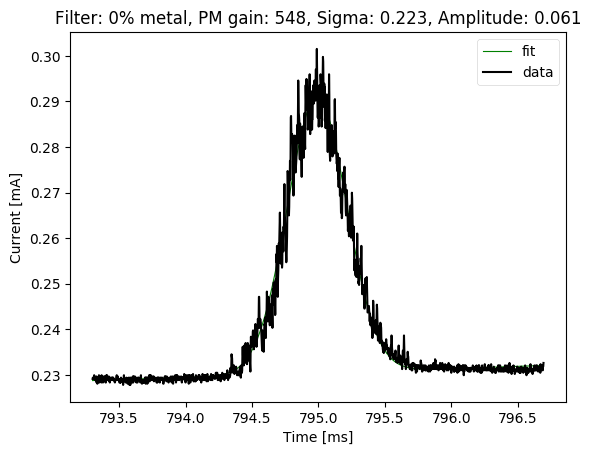 Filter: 0% metal, PM gain: 548, Sigma: 0.223, Amplitude: 0.061
fit
data
Current [mA]
0.30
0.29
0.28
0.27
0.26
0.25
0.24
0.23
793.5 794.0 794.5 795.0 795.5 796.0 796.5
Time [ms]